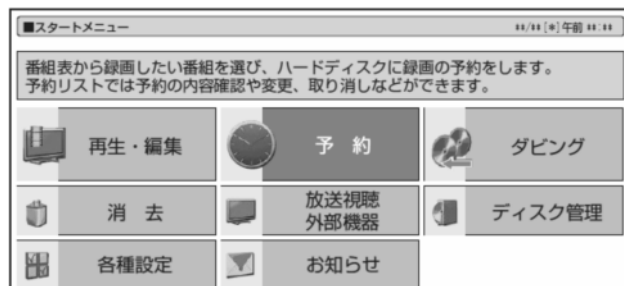 ■スタートメニュー
**/**[*]午前 **:**
番組表から録画したい番組を選び、ハードディスクに録画の予約をします。
予約リストでは予約の内容確認や変更、取り消しなどができます。
再生・編集
予 約
ダビング
消 去
放送視聴
外部機器
ディスク管理
各種設定
お知らせ